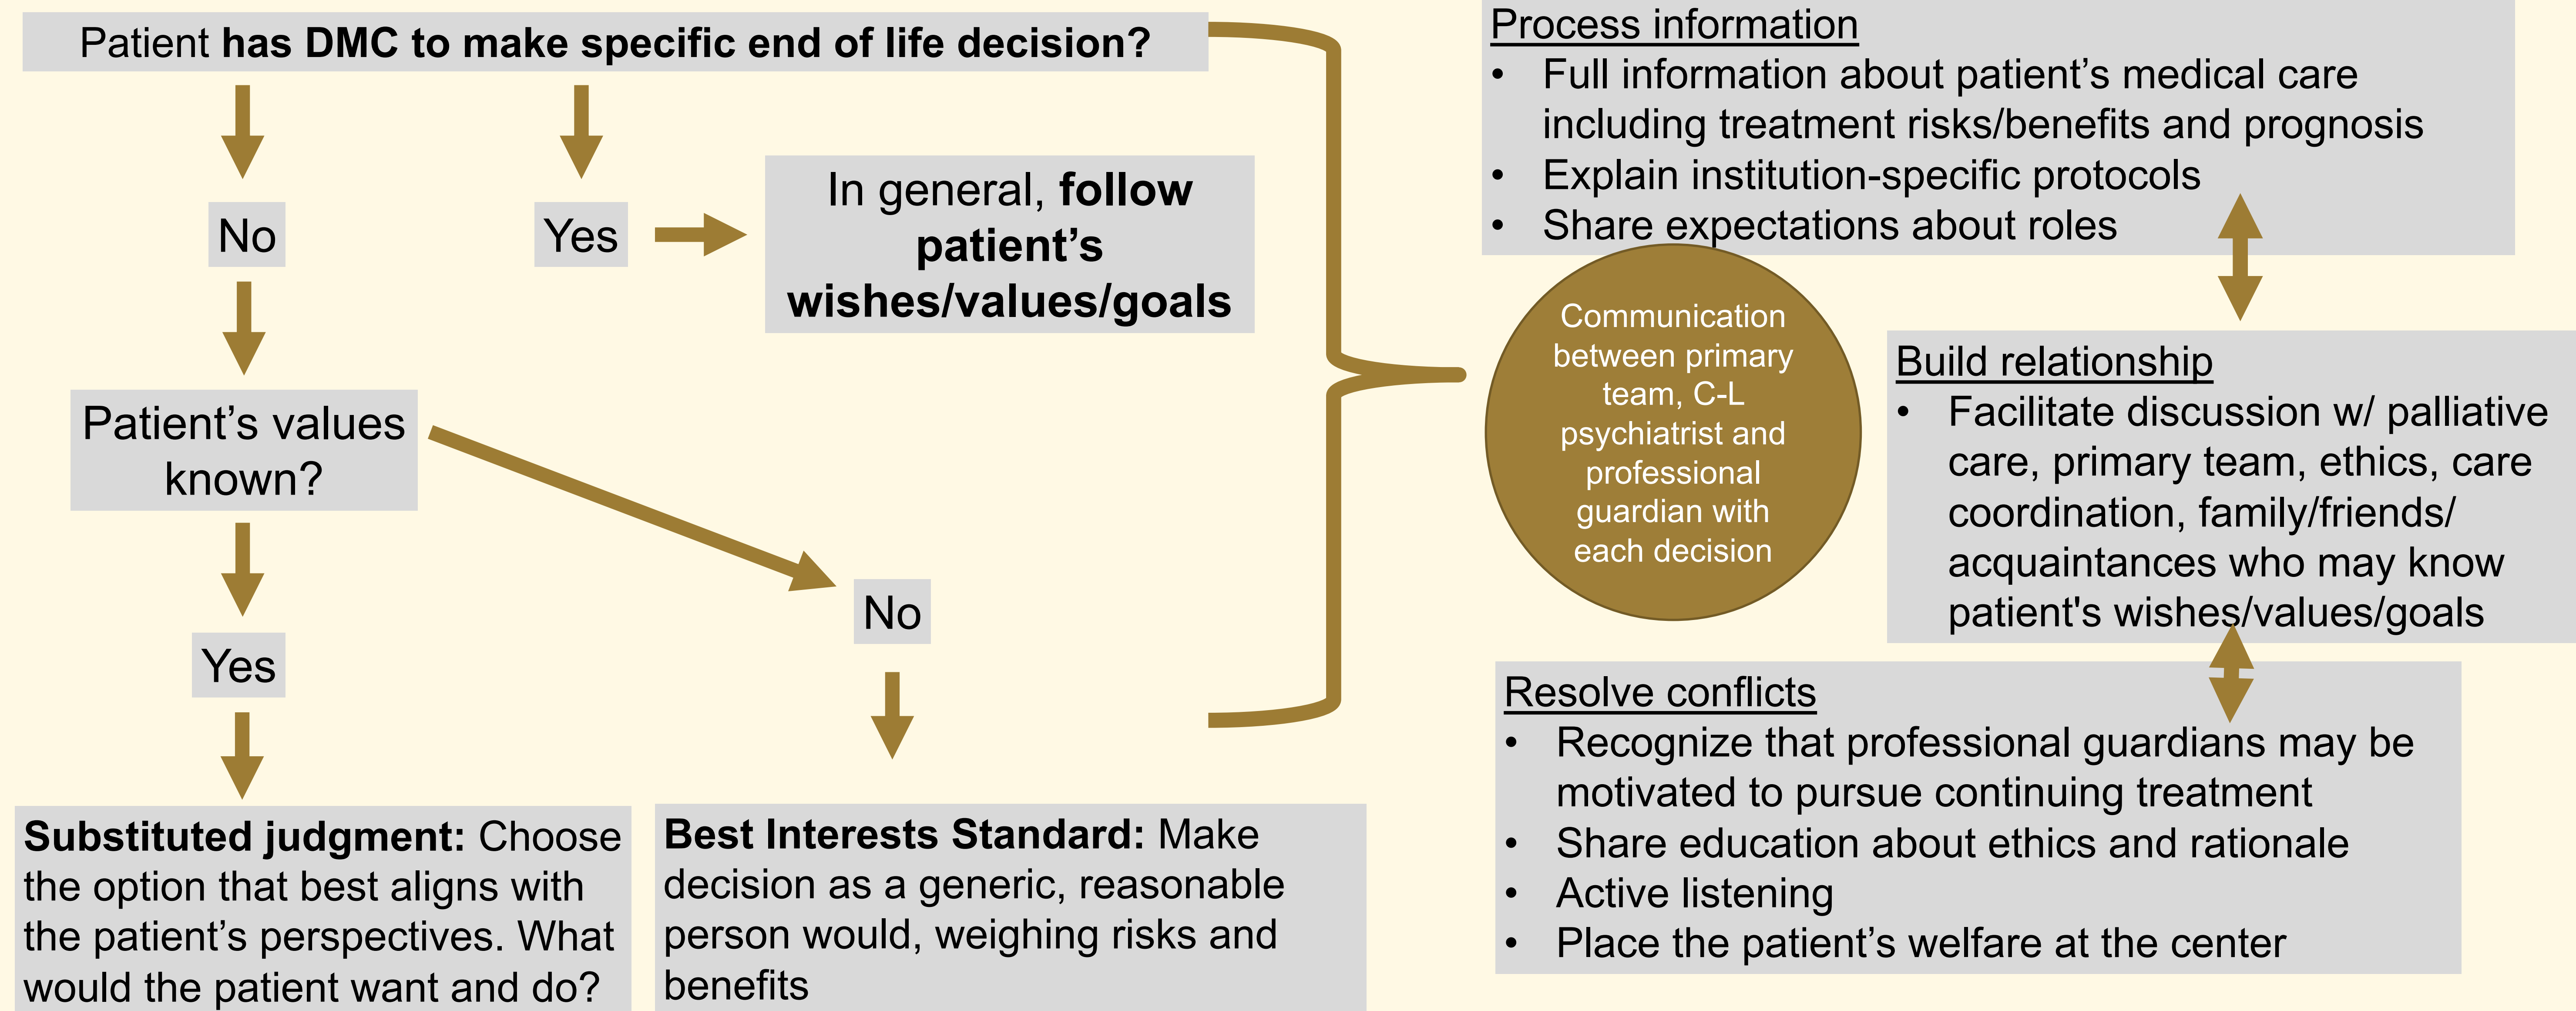 Patient has DMC to make specific end of life decision?
No
Yes
In general, follow
patient’s
wishes/values/goals
Patient’s values
known?
No
Yes
Substituted judgment: Choose
the option that best aligns with
the patient’s perspectives. What
would the patient want and do?
Best Interests Standard: Make
decision as a generic, reasonable
person would, weighing risks and
benefits
Communication
between primary
team, C-L
psychiatrist and
professional
guardian with
each decision
Process information
• Full information about patient’s medical care
including treatment risks/benefits and prognosis
• Explain institution-specific protocols
• Share expectations about roles
Build relationship
• Facilitate discussion w/ palliative
care, primary team, ethics, care
coordination, family/friends/
acquaintances who may know
patient's wishes/values/goals
Resolve conflicts
• Recognize that professional guardians may be
motivated to pursue continuing treatment
• Share education about ethics and rationale
• Active listening
• Place the patient’s welfare at the center